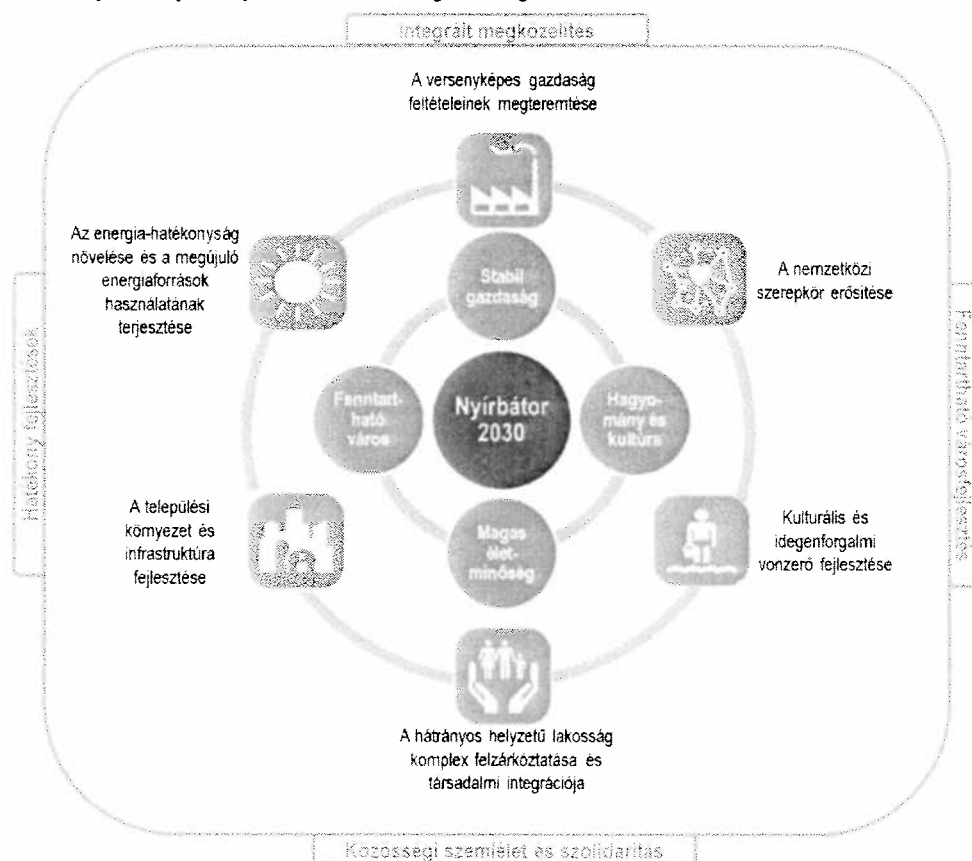 Integrált megközelítés
A versenyképes gazdaság
feltételeinek megteremtése
Az energia-hatékonyság
növelése és a megújuló
energiaforrások
használatának
terjesztése
A nemzetközi
szerepkör erősítése
Stabil
gazdaság
Fenntart-
ható
város
Nyírbátor
2030
Hagyo-
mány és
kultúra
Magas
élet-
minőség
A települési
környezet és
infrastruktúra
fejlesztése
Kulturális és
idegenforgalmi
vonzerő fejlesztése
A hátrányos helyzetű lakosság
komplex felzárkóztatása és
társadalmi integrációja
Hatékony fejlesztések
Fenntartható városfejlesztés
Közösségi szemlélet és szolidaritás